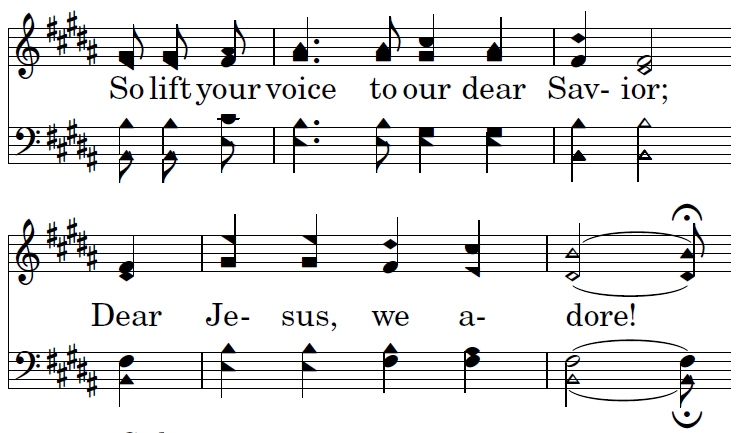 So lift your voice to our dear Sav- ior;
Dear Je- sus, we a- dore!